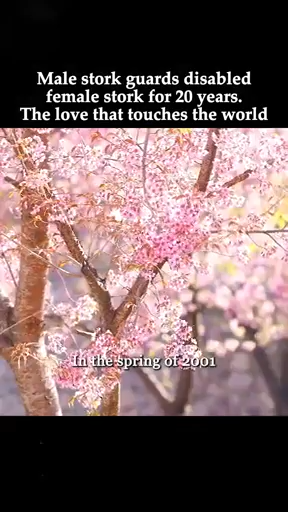 Male stork guards disabled
female stork for 20 years.
The love that touches the world
In the spring of 2001